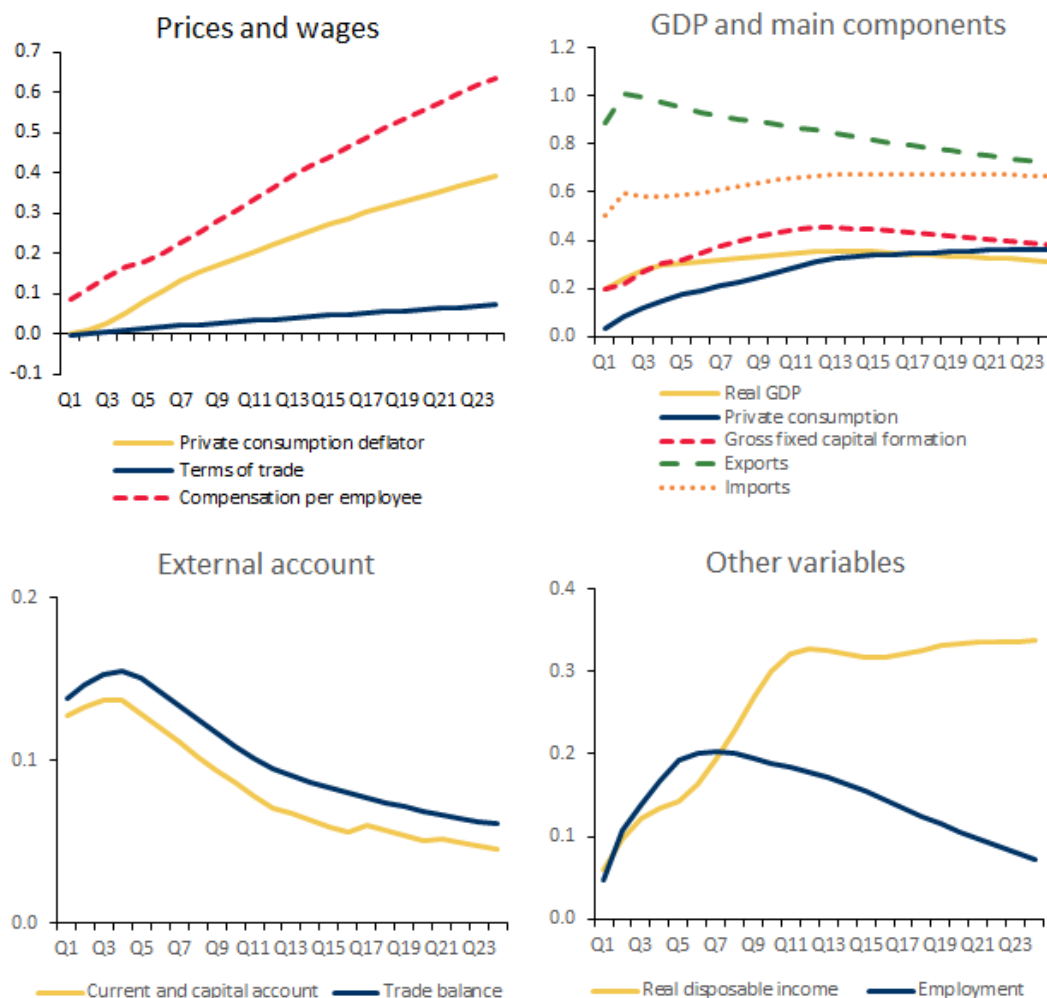 Prices and wages
0.7
0.6
0.5
0.4
0.3
0.2
0.1
0.0
-0.1
Q1 Q3 Q5 Q7 Q9 Q11 Q13 Q15 Q17 Q19 Q21 Q23
Private consumption deflator
Terms of trade
Compensation per employee
GDP and main components
1.2
1.0
0.8
0.6
0.4
0.2
0.0
Q1 Q3 Q5 Q7 Q9 Q11 Q13 Q15 Q17 Q19 Q21 Q23
Real GDP
Private consumption
Gross fixed capital formation
Exports
Imports
External account
0.2
0.1
0.0
Q1 Q3 Q5 Q7 Q9 Q11 Q13 Q15 Q17 Q19 Q21 Q23
Current and capital account Trade balance
Other variables
0.4
0.3
0.2
0.1
0.0
Q1 Q3 Q5 Q7 Q9 Q11 Q13 Q15 Q17 Q19 Q21 Q23
Real disposable income Employment